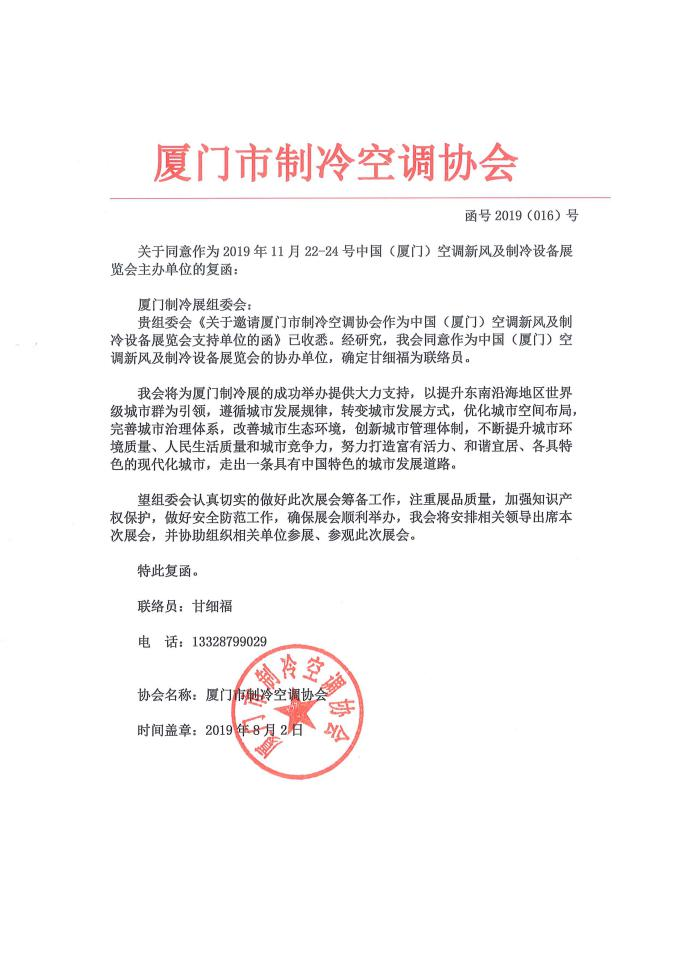 厦门市制冷空调协会
函号 2019（016）号
关于同意作为 2019 年 11 月 22-24 号中国（厦门）空调新风及制冷设备展
览会主办单位的复函：
厦门制冷展组委会：
贵组委会《关于邀请厦门市制冷空调协会作为中国（厦门）空调新风及制
冷设备展览会支持单位的函》已收悉。经研究，我会同意作为中国（厦门）空
调新风及制冷设备展览会的协办单位，确定甘细福为联络员。
我会将为厦门制冷展的成功举办提供大力支持，以提升东南沿海地区世界
级城市群为引领，遵循城市发展规律，转变城市发展方式，优化城市空间布局，
完善城市治理体系，改善城市生态环境，创新城市管理体制，不断提升城市环
境质量、人民生活质量和城市竞争力，努力打造富有活力、和谐宜居、各具特
色的现代化城市，走出一条具有中国特色的城市发展道路。
望组委会认真切实的做好此次展会筹备工作，注重展品质量，加强知识产
权保护，做好安全防范工作，确保展会顺利举办，我会将安排相关领导出席本
次展会，并协助组织相关单位参展、参观此次展会。
特此复函。
联络员：甘细福
电　话：13328799029
协会名称：厦门市制冷空调协会
时间盖章：2019 年 8 月 2 日
厦门市制冷空调协会